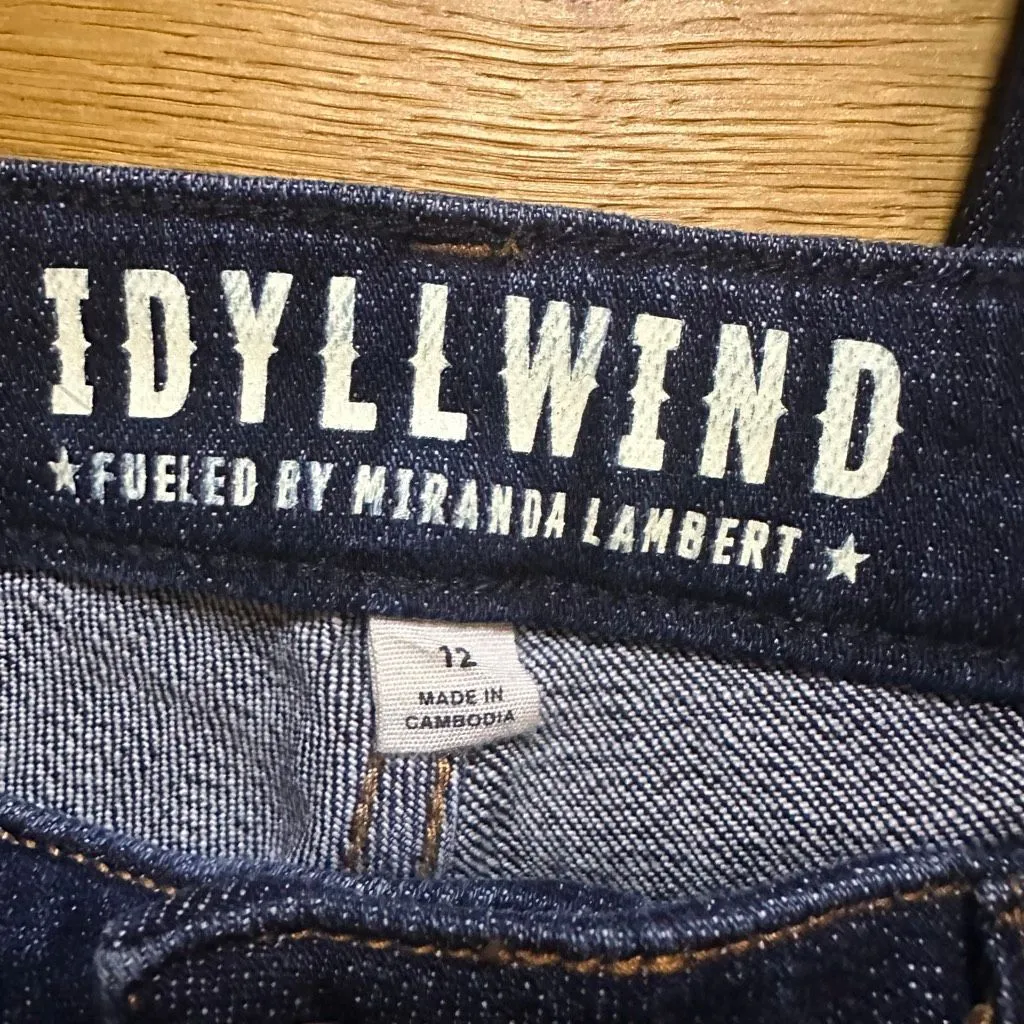 IDYLLWIND
★FUELED BY MIRANDA LAMBERT ★
12
MADE IN
CAMBODIA